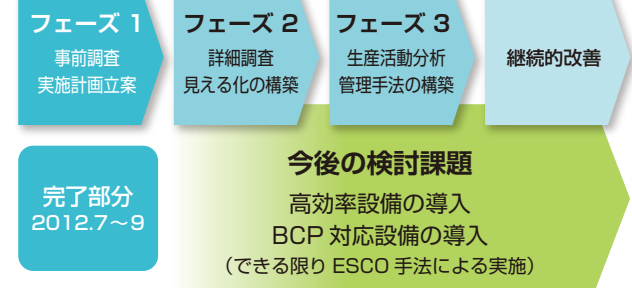 フェーズ 1
事前調査
実施計画立案
フェーズ 2
詳細調査
見える化の構築
フェーズ 3
生産活動分析
管理手法の構築
継続的改善
完了部分
2012.7～9
今後の検討課題
高効率設備の導入
BCP 対応設備の導入
（できる限り ESCO 手法による実施）